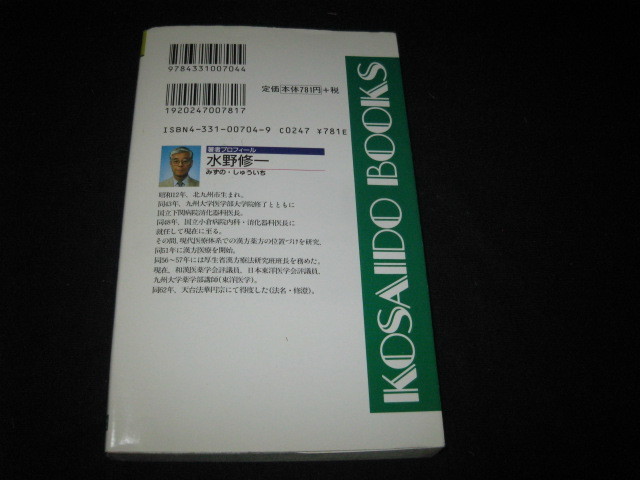 9784331007044
定価 本体781円+税
1920247007817
ISBN4-331-00704-9 C0247 ¥781E
著者プロフィール
水野修一
みずの・しゅういち
昭和12年、北九州市生まれ。
同43年、九州大学医学部大学院修了とともに
国立下関病院消化器科医長。
同48年、国立小倉病院内科・消化器科医長に
就任して現在に至る。
その間、現代医療体系での漢方薬方の位置づけを研究。
同51年に漢方医療を開始。
同56〜57年には厚生省漢方療法研究班班長を務めた。
現在、和漢医薬学会評議員、日本東洋医学会評議員、
九州大学薬学部講師(東洋医学)。
同62年、天台法華円宗にて得度した(法名・修澄)。
KOSAIDO BOOKS